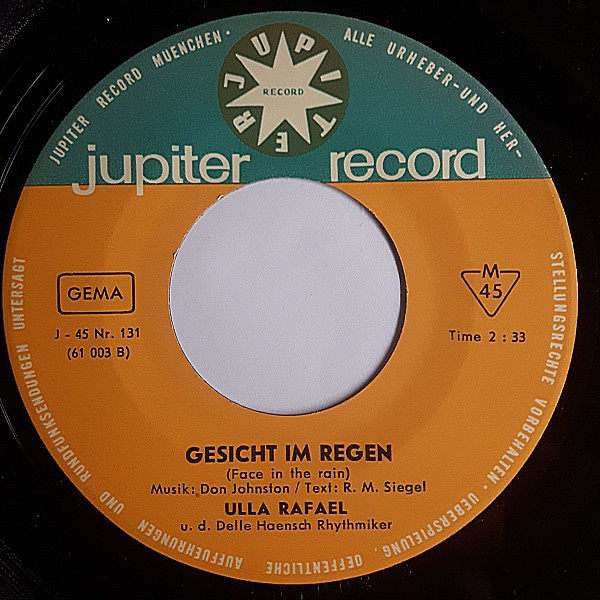 JUPITER RECORD MUENCHEN · ALLE URHEBER-UND HER-
STELLUNGSRECHTE VORBEHALTEN · UEBERSPIELUNG, OEFFENTLICHE AUFFUEHRUNGEN UND RUNDFUNKSENDUNGEN UNTERSAGT
JUPITER
RECORD
jupiter record
GEMA
M
45
J - 45 Nr. 131
(61 003 B)
Time 2 : 33
GESICHT IM REGEN
(Face in the rain)
Musik: Don Johnston / Text: R. M. Siegel
ULLA RAFAEL
u. d. Delle Haensch Rhythmiker